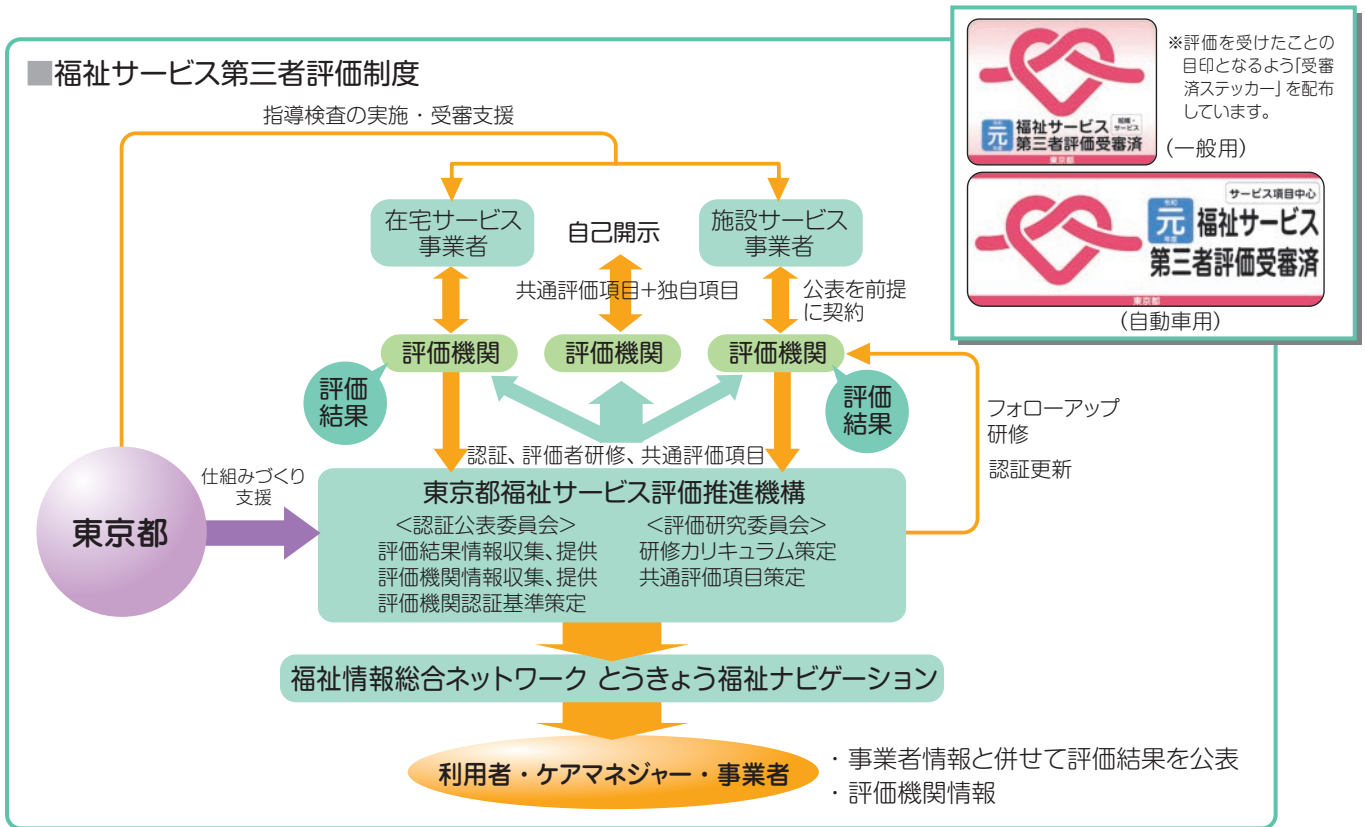 ■福祉サービス第三者評価制度
指導検査の実施・受審支援
在宅サービス
事業者
自己開示
施設サービス
事業者
共通評価項目+独自項目
公表を前提
に契約
評価機関
評価機関
評価機関
評価
結果
評価
結果
フォローアップ
研修
認証更新
認証、評価者研修、共通評価項目
東京都
仕組みづくり
支援
東京都福祉サービス評価推進機構
<認証公表委員会>
評価結果情報収集、提供
評価機関情報収集、提供
評価機関認証基準策定
<評価研究委員会>
研修カリキュラム策定
共通評価項目策定
福祉情報総合ネットワーク とうきょう福祉ナビゲーション
利用者・ケアマネジャー・事業者
・事業者情報と併せて評価結果を公表
・評価機関情報
令和
元
年度
福祉サービス
組織・
サービス
第三者評価受審済
東京都
※評価を受けたことの
目印となるよう「受審
済ステッカー」を配布
しています。
(一般用)
サービス項目中心
令和
元
年度
福祉サービス
第三者評価受審済
東京都
(自動車用)